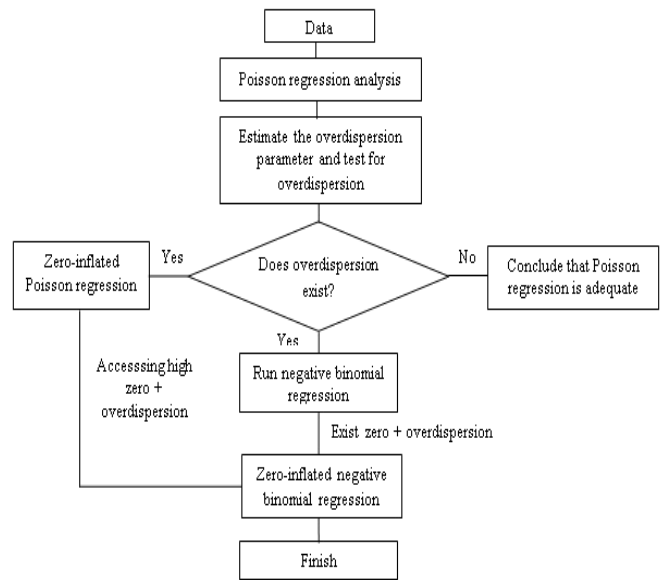 Data
Poisson regression analysis
Estimate the overdispersion
parameter and test for
overdispersion
Does overdispersion
exist?
Yes
Zero-inflated
Poisson regression
No
Conclude that Poisson
regression is adequate
Yes
Run negative binomial
regression
Accesssing high
zero +
overdispersion
Exist zero + overdispersion
Zero-inflated negative
binomial regression
Finish